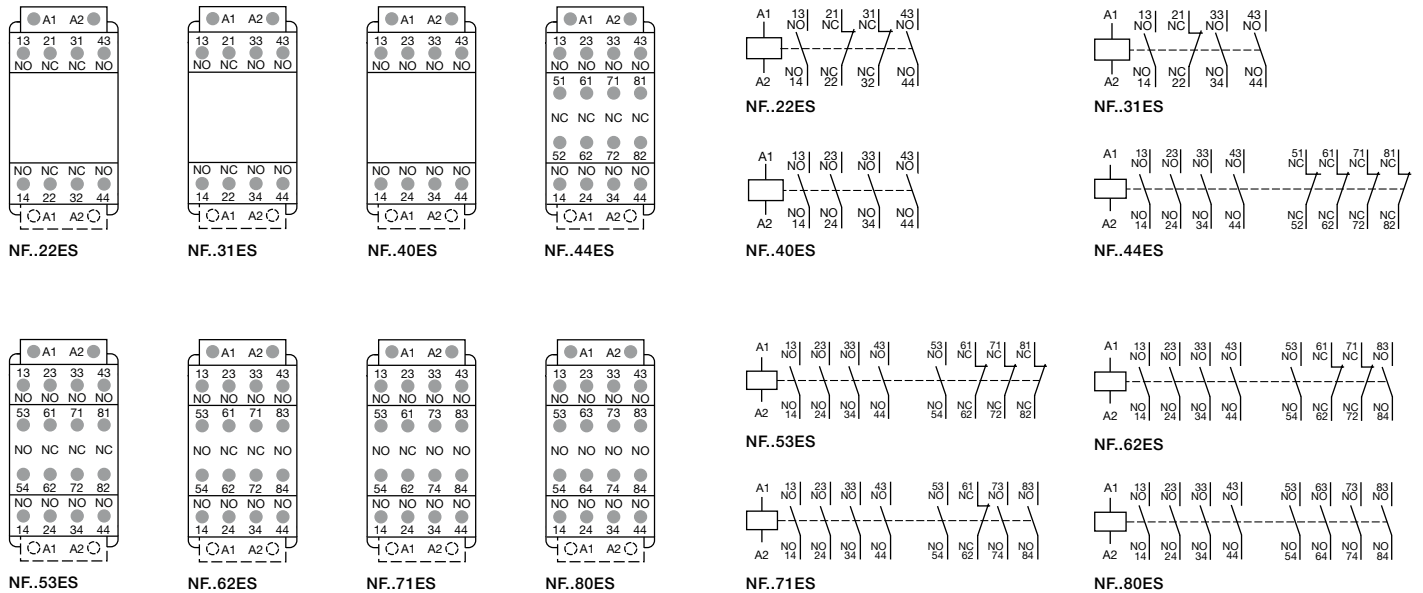 A1 A2
13 21 31 43
NO NC NC NO
NO NC NC NO
14 22 32 44
A1 A2
NF..22ES
A1 A2
13 21 33 43
NO NC NO NO
NO NC NO NO
14 22 34 44
A1 A2
NF..31ES
A1 A2
13 23 33 43
NO NO NO NO
NO NO NO NO
14 24 34 44
A1 A2
NF..40ES
A1 A2
13 23 33 43
NO NO NO NO
51 61 71 81
NC NC NC NC
52 62 72 82
NO NO NO NO
14 24 34 44
A1 A2
NF..44ES
A1 13 21 31 43
NO NC NC NO
NO NC NC NO
A2 14 22 32 44
NF..22ES
A1 13 21 33 43
NO NC NO NO
NO NC NO NO
A2 14 22 34 44
NF..31ES
A1 13 23 33 43
NO NO NO NO
NO NO NO NO
A2 14 24 34 44
NF..40ES
A1 13 23 33 43 51 61 71 81
NO NO NO NO NC NC NC NC
NO NO NO NO NC NC NC NC
A2 14 24 34 44 52 62 72 82
NF..44ES
A1 A2
13 23 33 43
NO NO NO NO
53 61 71 81
NO NC NC NC
54 62 72 82
NO NO NO NO
14 24 34 44
A1 A2
NF..53ES
A1 A2
13 23 33 43
NO NO NO NO
53 61 71 83
NO NC NC NO
54 62 72 84
NO NO NO NO
14 24 34 44
A1 A2
NF..62ES
A1 A2
13 23 33 43
NO NO NO NO
53 61 73 83
NO NC NO NO
54 62 74 84
NO NO NO NO
14 24 34 44
A1 A2
NF..71ES
A1 A2
13 23 33 43
NO NO NO NO
53 63 73 83
NO NO NO NO
54 64 74 84
NO NO NO NO
14 24 34 44
A1 A2
NF..80ES
A1 13 23 33 43 53 61 71 81
NO NO NO NO NO NC NC NC
NO NO NO NO NO NC NC NC
A2 14 24 34 44 54 62 72 82
NF..53ES
A1 13 23 33 43 53 61 71 83
NO NO NO NO NO NC NC NO
NO NO NO NO NO NC NC NO
A2 14 24 34 44 54 62 72 84
NF..62ES
A1 13 23 33 43 53 61 73 83
NO NO NO NO NO NC NO NO
NO NO NO NO NO NC NO NO
A2 14 24 34 44 54 62 74 84
NF..71ES
A1 13 23 33 43 53 63 73 83
NO NO NO NO NO NO NO NO
NO NO NO NO NO NO NO NO
A2 14 24 34 44 54 64 74 84
NF..80ES